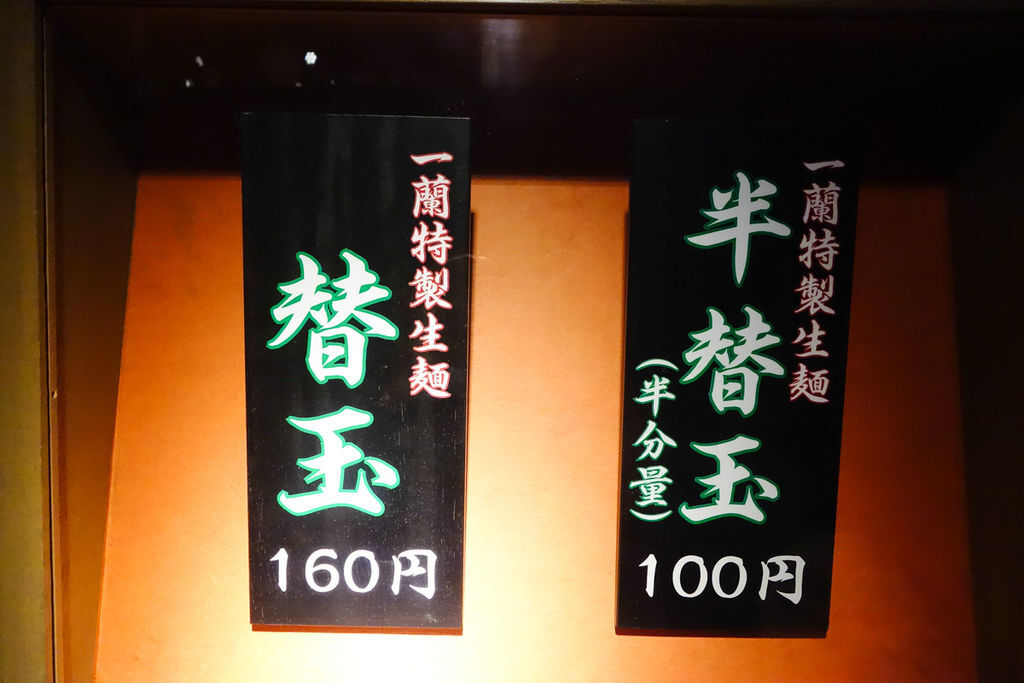 一蘭特製生麺
替玉
160円
一蘭特製生麺
半替玉
(半分量)
100円